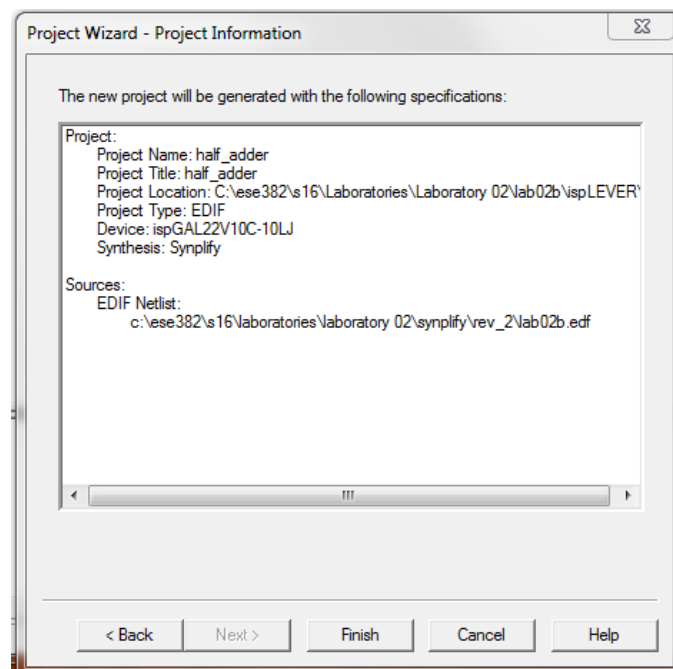 Project Wizard - Project Information
The new project will be generated with the following specifications:
Project:
Project Name: half_adder
Project Title: half_adder
Project Location: C:\ese382\s16\Laboratories\Laboratory 02\lab02b\ispLEVER\
Project Type: EDIF
Device: ispGAL22V10C-10LJ
Synthesis: Synplify
Sources:
EDIF Netlist:
c:\ese382\s16\laboratories\laboratory 02\synplify\rev_2\lab02b.edf
< Back Next > Finish Cancel Help